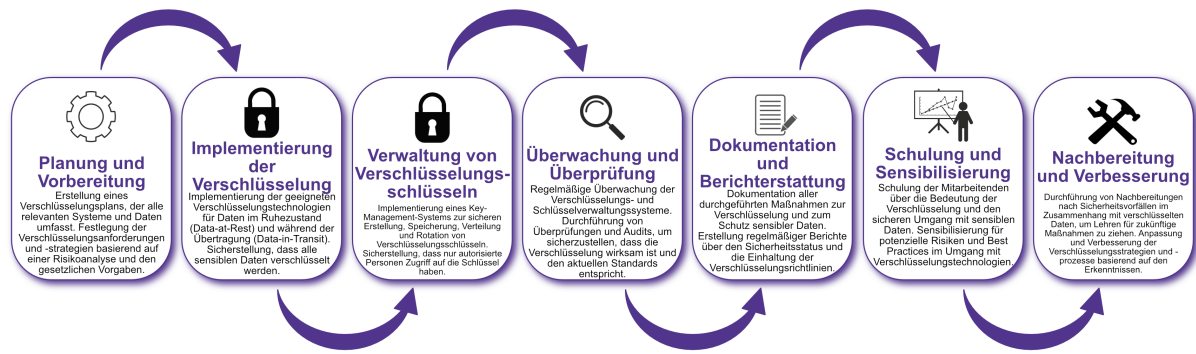 Planung und
Vorbereitung
Erstellung eines
Verschlüsselungsplans, der alle
relevanten Systeme und Daten
umfasst. Festlegung der
Verschlüsselungsanforderungen
und -strategien basierend auf
einer Risikoanalyse und den
gesetzlichen Vorgaben.
Implementierung
der
Verschlüsselung
Implementierung der geeigneten
Verschlüsselungstechnologien
für Daten im Ruhezustand
(Data-at-Rest) und während der
Übertragung (Data-in-Transit).
Sicherstellung, dass alle
sensiblen Daten verschlüsselt
werden.
Verwaltung von
Verschlüsselungs-
schlüsseln
Implementierung eines Key-
Management-Systems zur sicheren
Erstellung, Speicherung, Verteilung
und Rotation von
Verschlüsselungsschlüsseln.
Sicherstellung, dass nur autorisierte
Personen Zugriff auf die Schlüssel
haben.
Überwachung und
Überprüfung
Regelmäßige Überwachung der
Verschlüsselungs- und
Schlüsselverwaltungssysteme.
Durchführung von
Überprüfungen und Audits, um
sicherzustellen, dass die
Verschlüsselung wirksam ist und
den aktuellen Standards
entspricht.
Dokumentation
und
Berichterstattung
Dokumentation aller
durchgeführten Maßnahmen zur
Verschlüsselung und zum
Schutz sensibler Daten.
Erstellung regelmäßiger Berichte
über den Sicherheitsstatus und
die Einhaltung der
Verschlüsselungsrichtlinien.
Schulung und
Sensibilisierung
Schulung der Mitarbeitenden
über die Bedeutung der
Verschlüsselung und den
sicheren Umgang mit sensiblen
Daten. Sensibilisierung für
potenzielle Risiken und Best
Practices im Umgang mit
Verschlüsselungstechnologien.
Nachbereitung
und Verbesserung
Durchführung von Nachbereitungen
nach Sicherheitsvorfällen im
Zusammenhang mit verschlüsselten
Daten, um Lehren für zukünftige
Maßnahmen zu ziehen. Anpassung
und Verbesserung der
Verschlüsselungsstrategien und -
prozesse basierend auf den
Erkenntnissen.